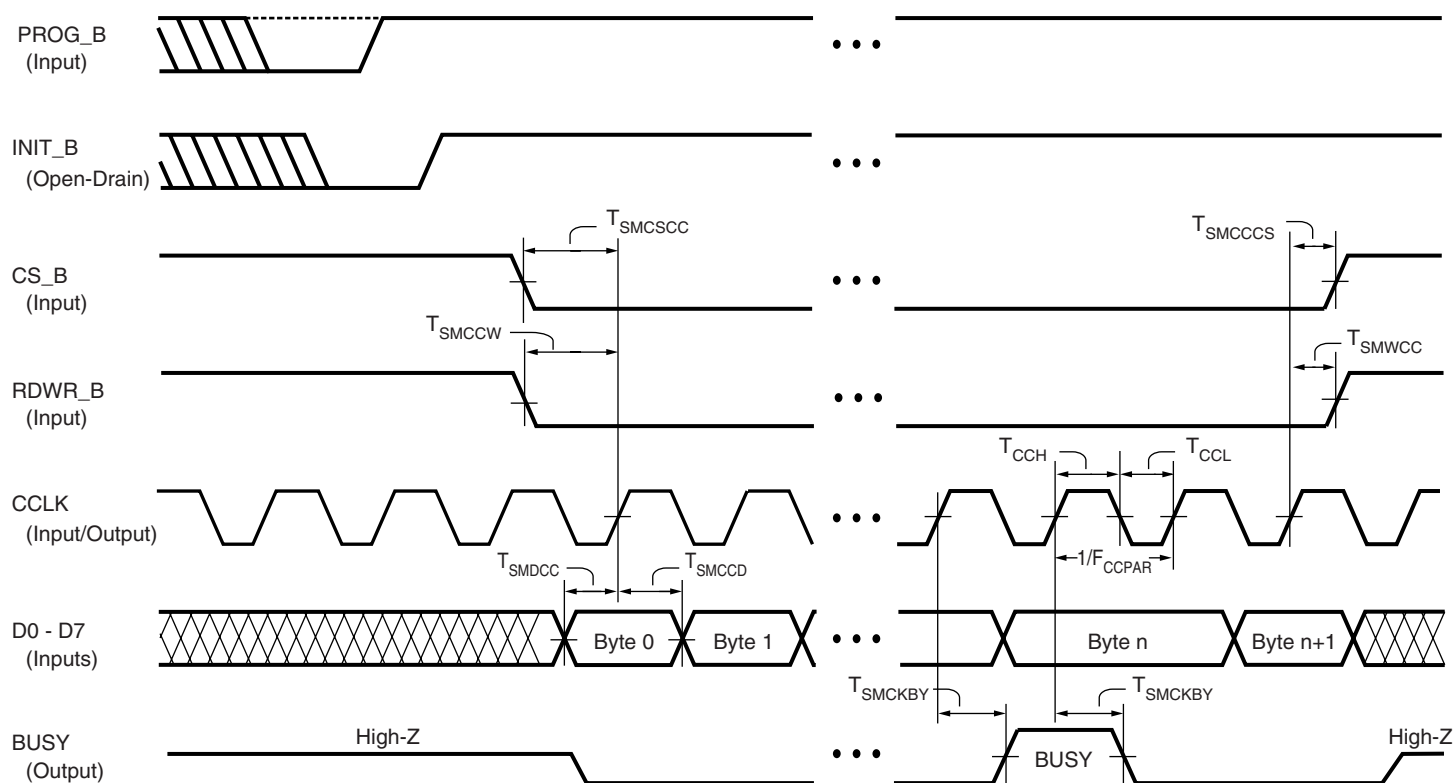 PROG_B
(Input)
INIT_B
(Open-Drain)
T_SMCSCC
T_SMCCCS
CS_B
(Input)
T_SMCCW
T_SMWCC
RDWR_B
(Input)
T_CCH
T_CCL
CCLK
(Input/Output)
1/F_CCPAR
T_SMDCC
T_SMCCD
D0 - D7
(Inputs)
Byte 0
Byte 1
Byte n
Byte n+1
T_SMCKBY
T_SMCKBY
BUSY
(Output)
High-Z
BUSY
High-Z